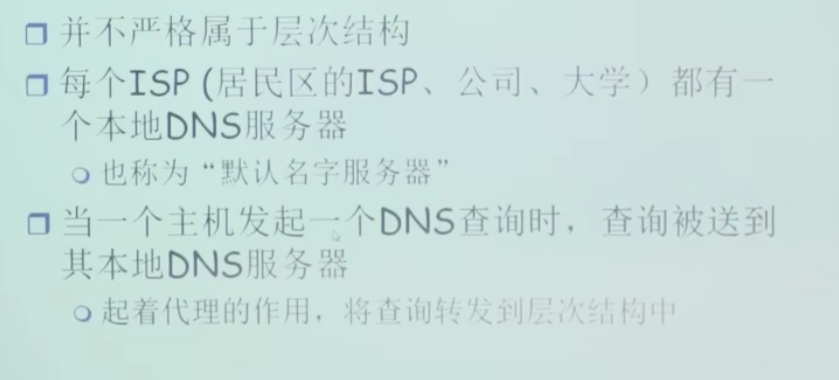 并不严格属于层次结构
每个ISP (居民区的ISP、公司、大学）都有一
个本地DNS服务器
也称为“默认名字服务器”
当一个主机发起一个DNS查询时，查询被送到
其本地DNS服务器
起着代理的作用，将查询转发到层次结构中